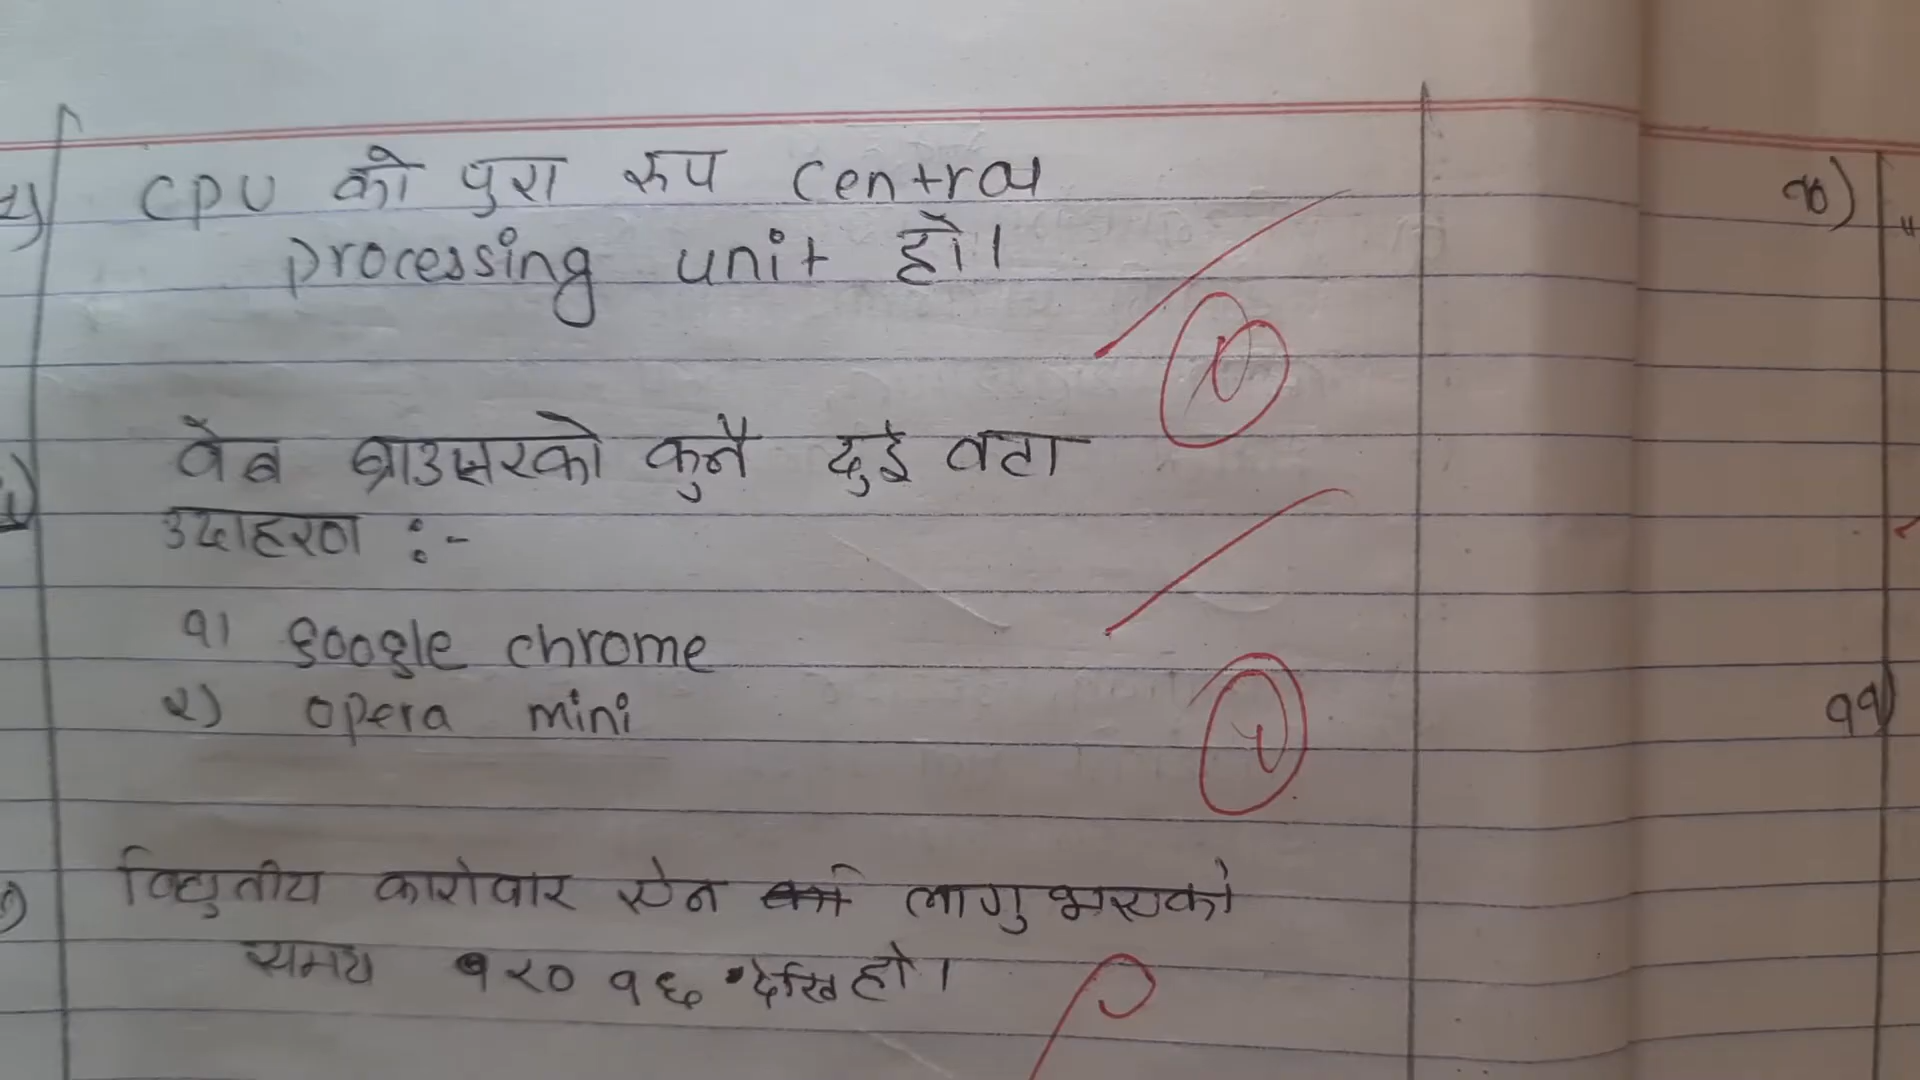 CPU को पुरा रुप Central
processing unit हो।
वेब ब्राउसरको कुनै दुई वटा
उदाहरण :-
१) google chrome
२) opera mini
विद्युतीय कारोवार ऐन लागु भएको
समय देखि हो।
१०)
११)